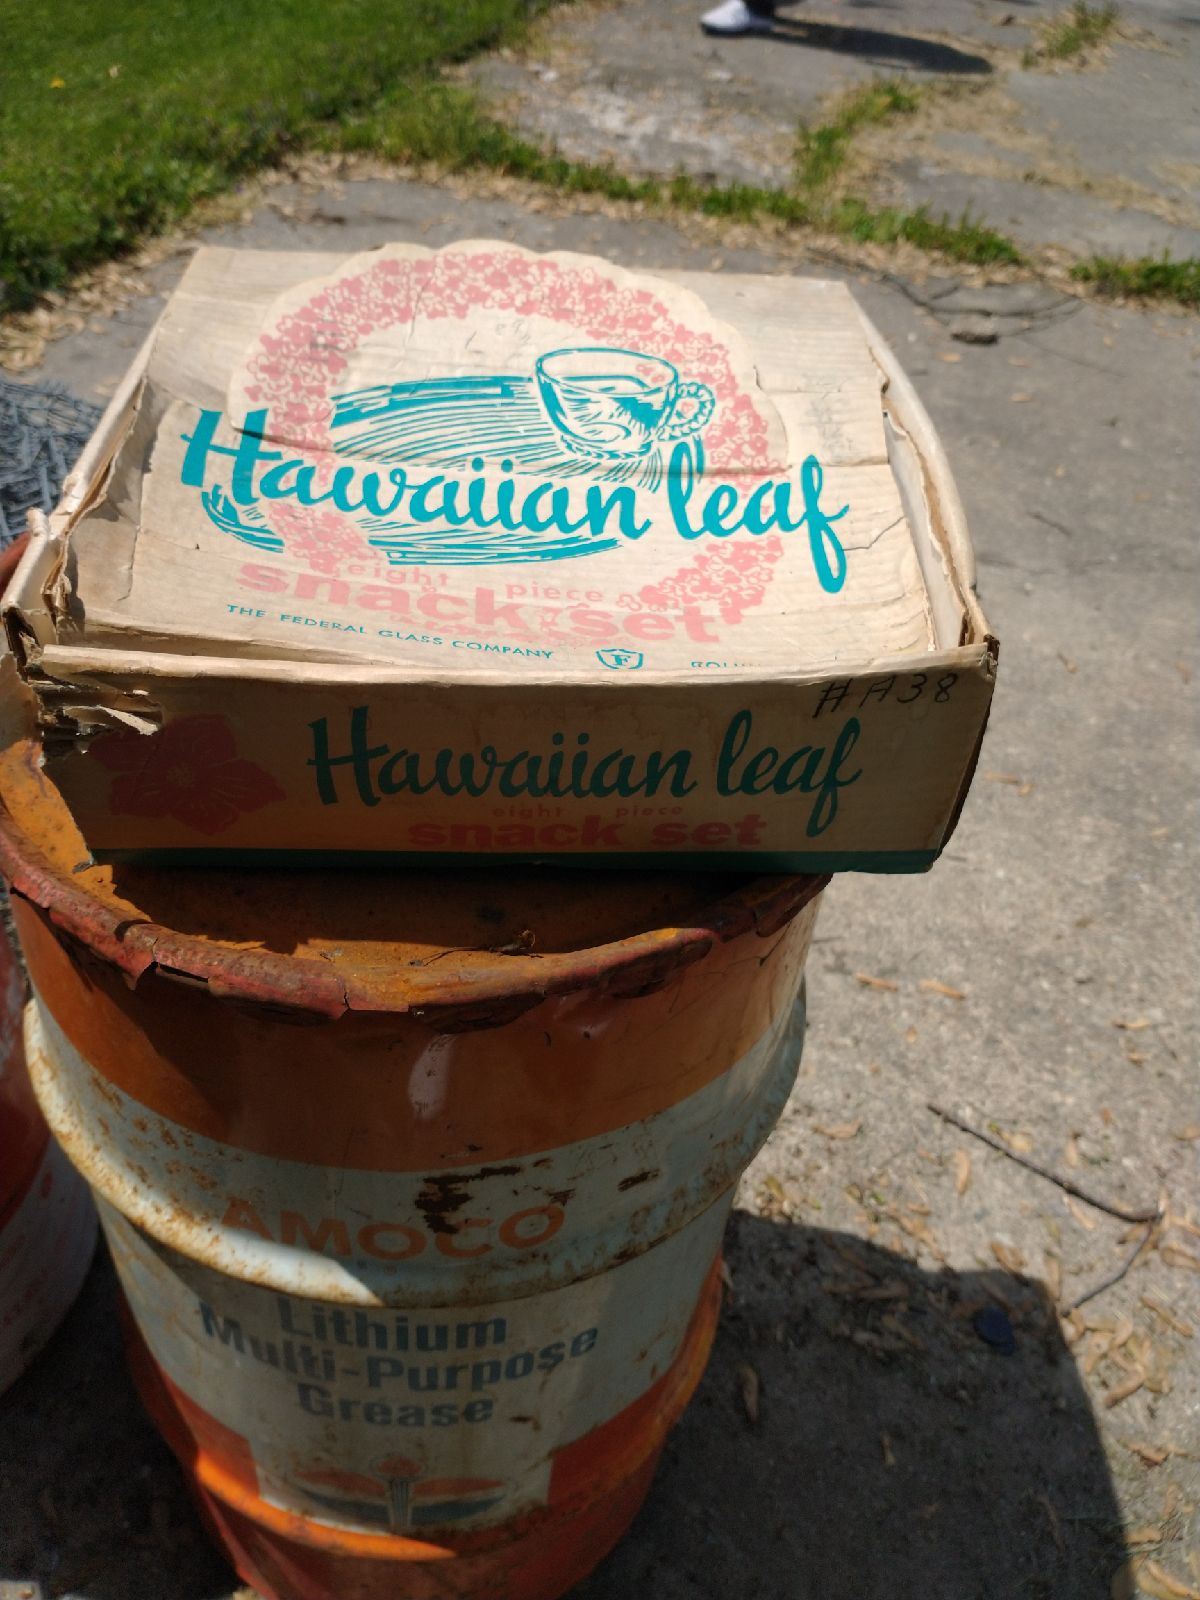 Hawaiian leaf
eight piece
snack set
THE FEDERAL GLASS COMPANY F
#A38
Hawaiian leaf
eight piece
snack set
AMOCO
Lithium
Multi-Purpose
Grease